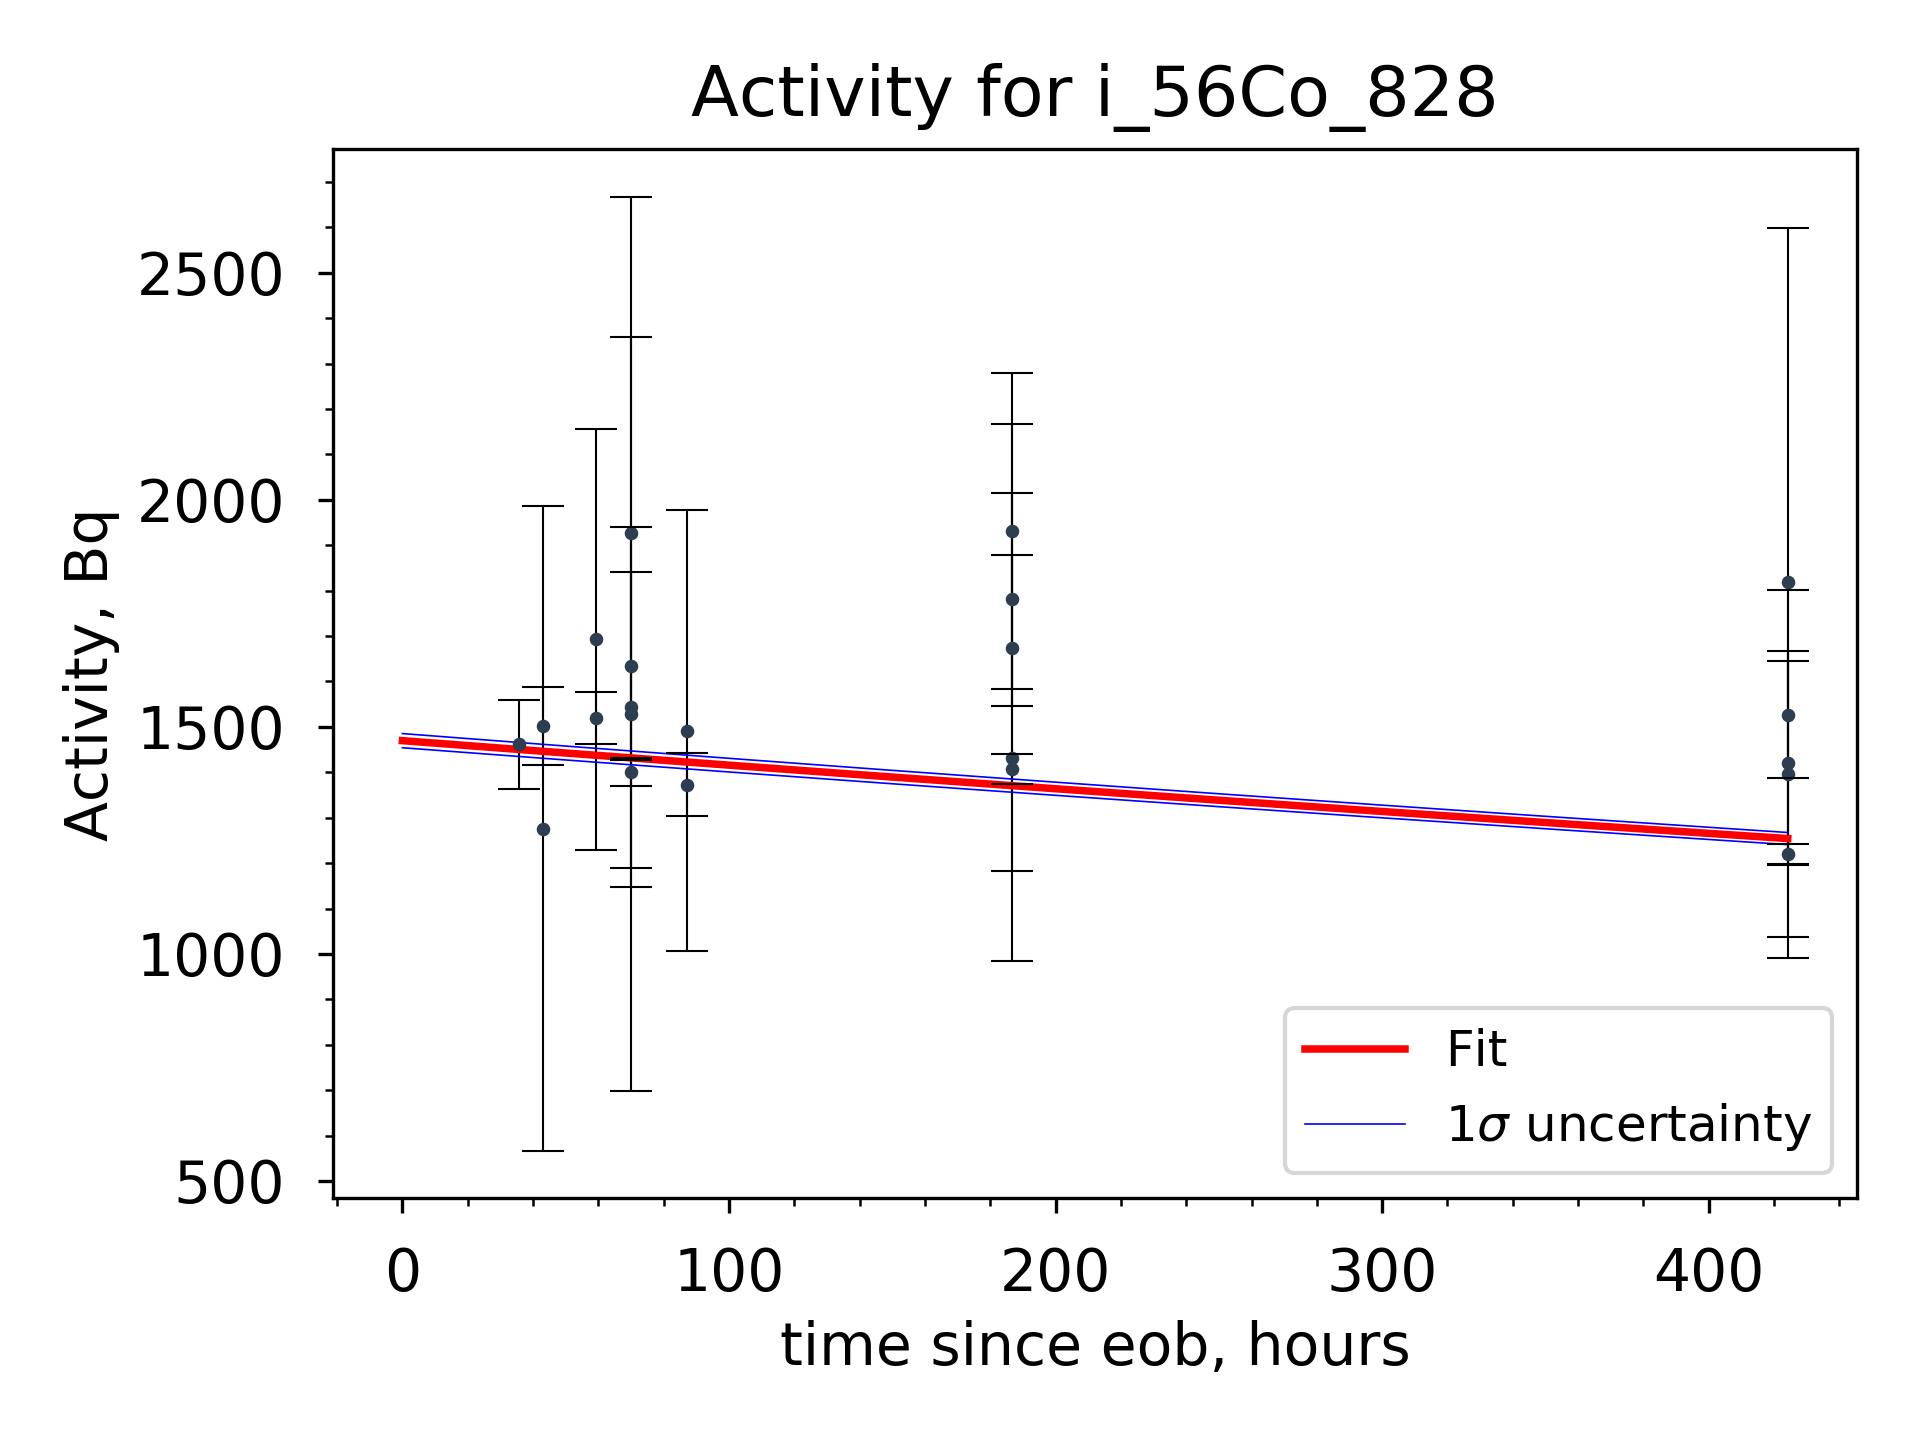 Activity for i_56Co_828
Activity, Bq
2500
2000
1500
1000
500
0 100 200 300 400
time since eob, hours
Fit
1σ uncertainty